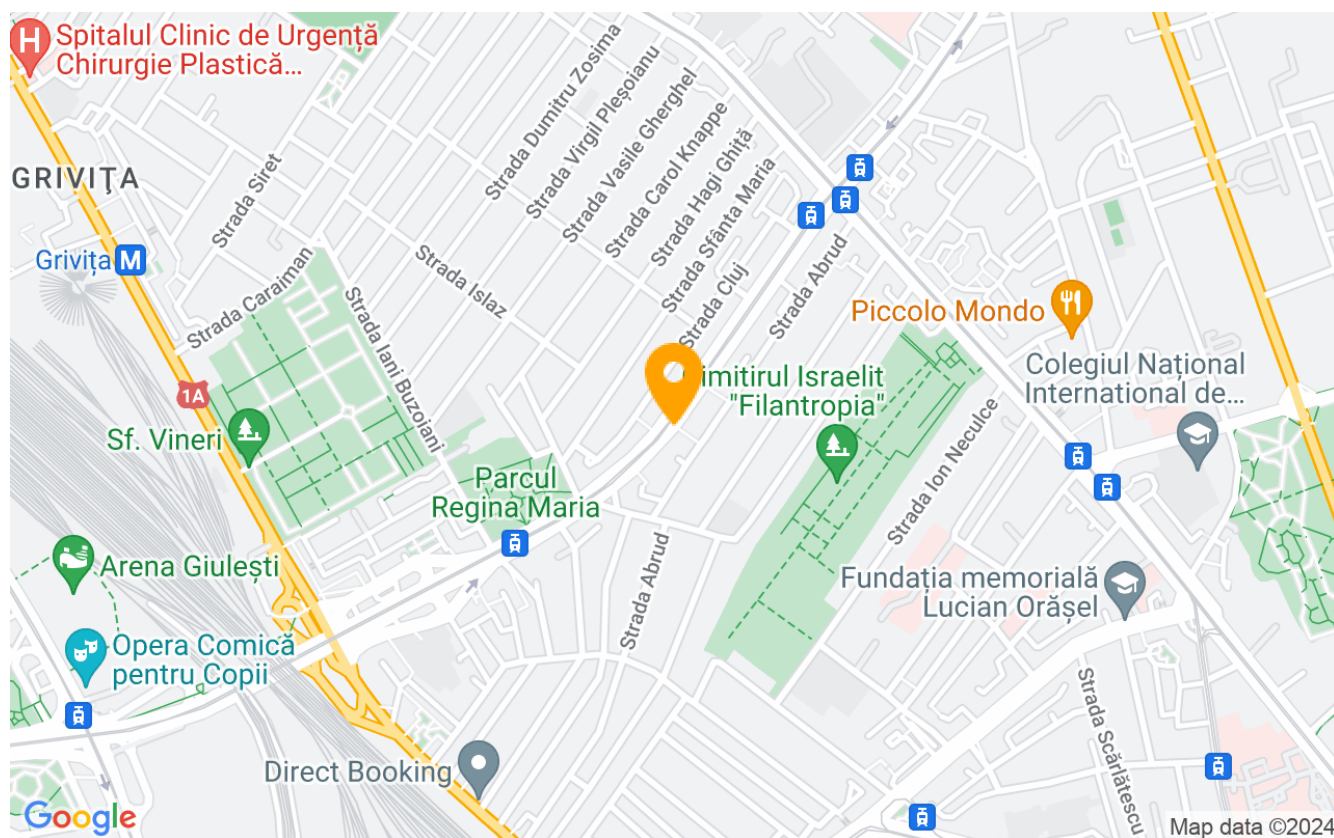 Spitalul Clinic de Urgență
Chirurgie Plastică...
Strada Dumitru Zosima
Strada Virgil Pleșoianu
Strada Vasile Gherghel
Strada Carol Knappe
Strada Hagi Ghiță
Strada Sfânta Maria
Strada Cluj
Strada Abrud
GRIVIŢA
Strada Siret
Grivița
M
Strada Caraiman
Strada Iani Buzoiani
Strada Islaz
Piccolo Mondo
1A
imitirul Israelit
"Filantropia"
Colegiul Național
International de...
Sf. Vineri
Parcul
Regina Maria
Strada Ion Neculce
Arena Giulești
Strada Abrud
Fundația memorială
Lucian Orășel
Opera Comică
pentru Copii
Strada Scărlătescu
Direct Booking
Google
Map data ©2024
H